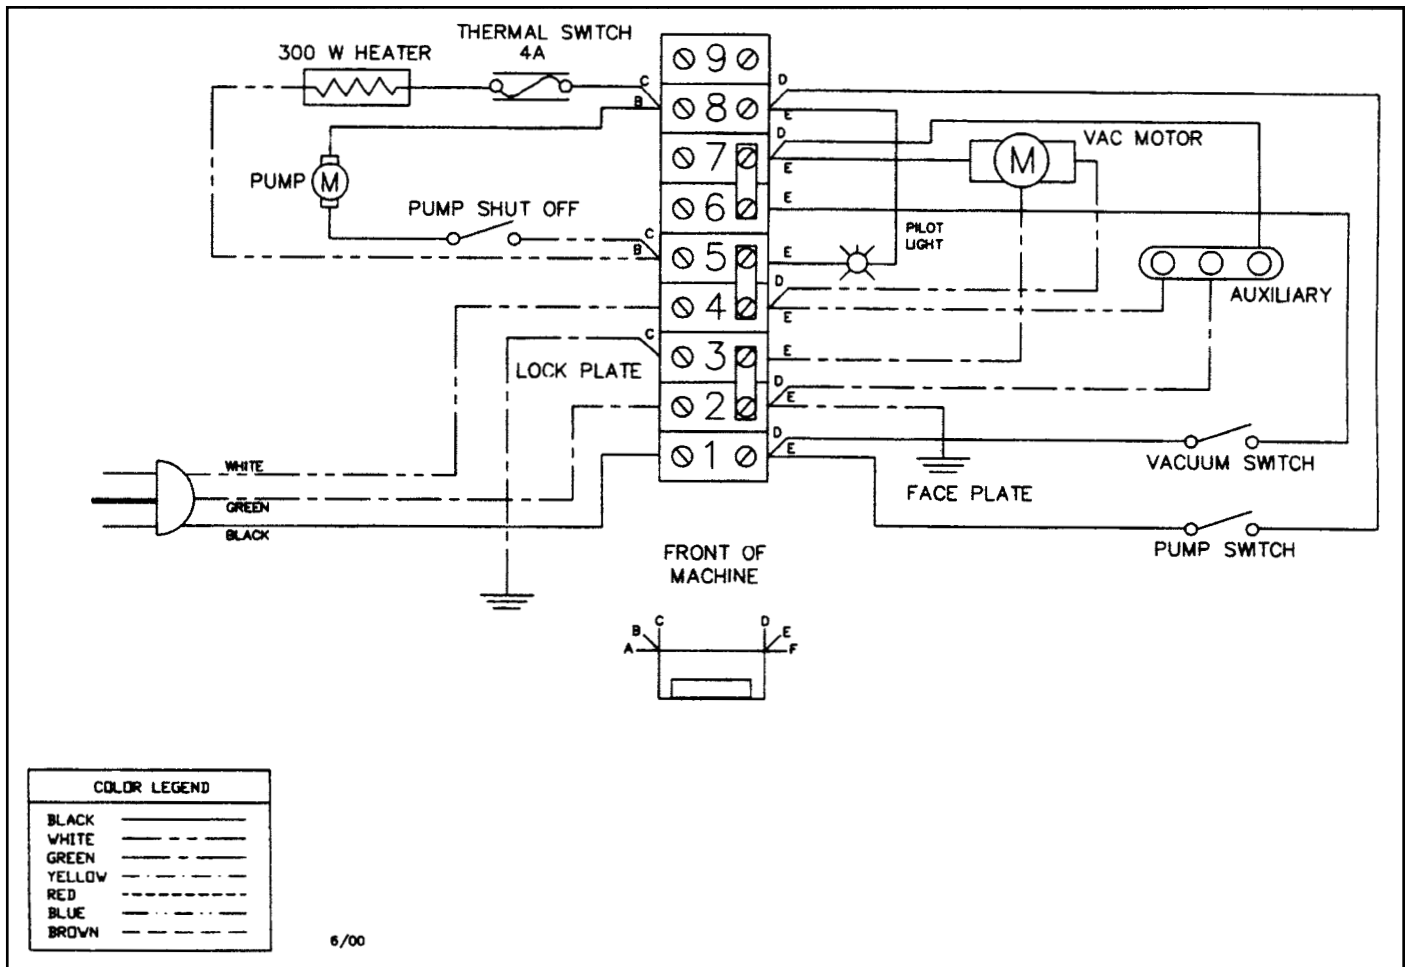 THERMAL SWITCH
4A
300 W HEATER
C
B
9
8
7
6
5
4
3
2
1
D
E
D
E
VAC MOTOR
M
PUMP
M
PUMP SHUT OFF
C
B
E
PILOT
LIGHT
E
D
E
AUXILIARY
C
LOCK PLATE
E
D
E
D
E
VACUUM SWITCH
FACE PLATE
PUMP SWITCH
WHITE
GREEN
BLACK
FRONT OF
MACHINE
C
B
A
D
E
F
COLOR LEGEND
BLACK
WHITE
GREEN
YELLOW
RED
BLUE
BROWN
6/00